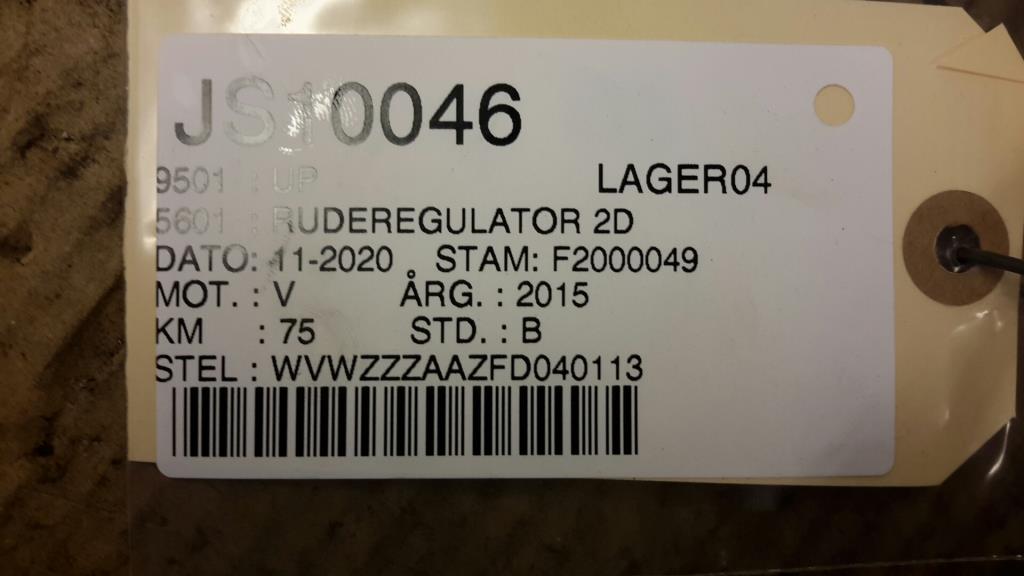 JS10046
9501 : UP LAGER04
5601 : RUDEREGULATOR 2D
DATO: 11-2020 STAM: F2000049
MOT. : V ÅRG. : 2015
KM : 75 STD. : B
STEL : WVWZZZAAZFD040113